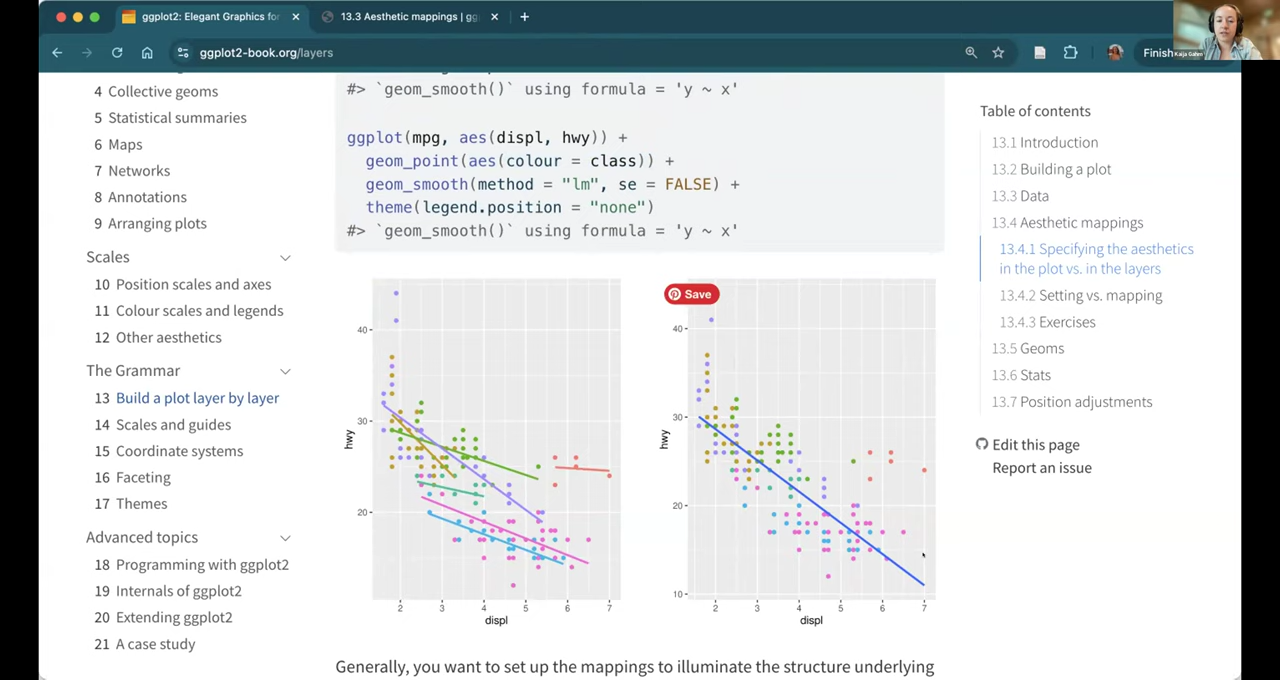 ggplot2: Elegant Graphics for
13.3 Aesthetic mappings | gg
ggplot2-book.org/layers
Finish
Kaija Gahm
4 Collective geoms
5 Statistical summaries
6 Maps
7 Networks
8 Annotations
9 Arranging plots
Scales
10 Position scales and axes
11 Colour scales and legends
12 Other aesthetics
The Grammar
13 Build a plot layer by layer
14 Scales and guides
15 Coordinate systems
16 Faceting
17 Themes
Advanced topics
18 Programming with ggplot2
19 Internals of ggplot2
20 Extending ggplot2
21 A case study
#> `geom_smooth()` using formula = 'y ~ x'
ggplot(mpg, aes(displ, hwy)) +
geom_point(aes(colour = class)) +
geom_smooth(method = "lm", se = FALSE) +
theme(legend.position = "none")
#> `geom_smooth()` using formula = 'y ~ x'
40
30
20
hwy
2 3 4 5 6 7
displ
Save
40
30
20
10
hwy
2 3 4 5 6 7
displ
Generally, you want to set up the mappings to illuminate the structure underlying
Table of contents
13.1 Introduction
13.2 Building a plot
13.3 Data
13.4 Aesthetic mappings
13.4.1 Specifying the aesthetics
in the plot vs. in the layers
13.4.2 Setting vs. mapping
13.4.3 Exercises
13.5 Geoms
13.6 Stats
13.7 Position adjustments
Edit this page
Report an issue